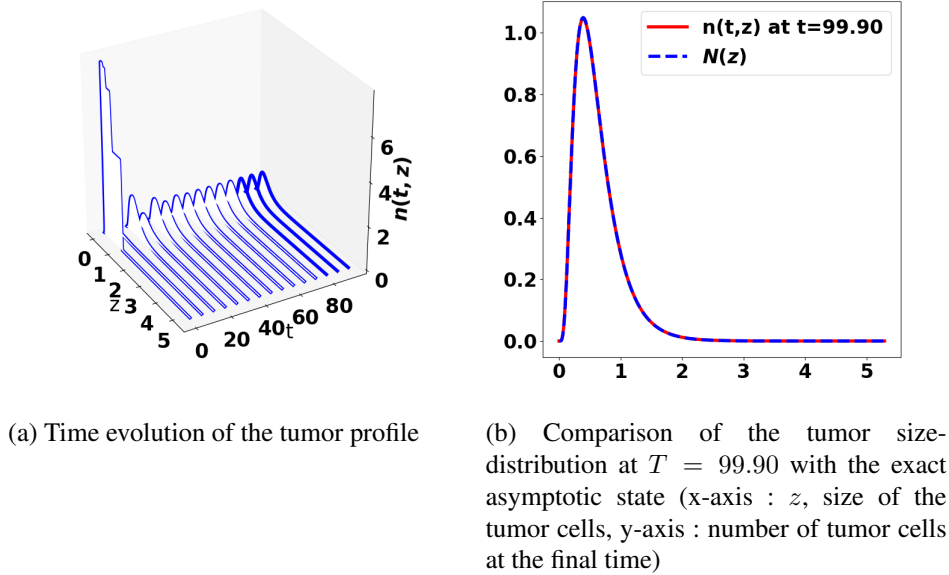 0
1
2
3
4
5
z
0
20
40
60
80
t
0
2
4
6
n(t, z)
1.0
0.8
0.6
0.4
0.2
0.0
0
1
2
3
4
5
n(t,z) at t=99.90
N(z)
(a) Time evolution of the tumor profile
(b) Comparison of the tumor size-
distribution at T = 99.90 with the exact
asymptotic state (x-axis : z, size of the
tumor cells, y-axis : number of tumor cells
at the final time)